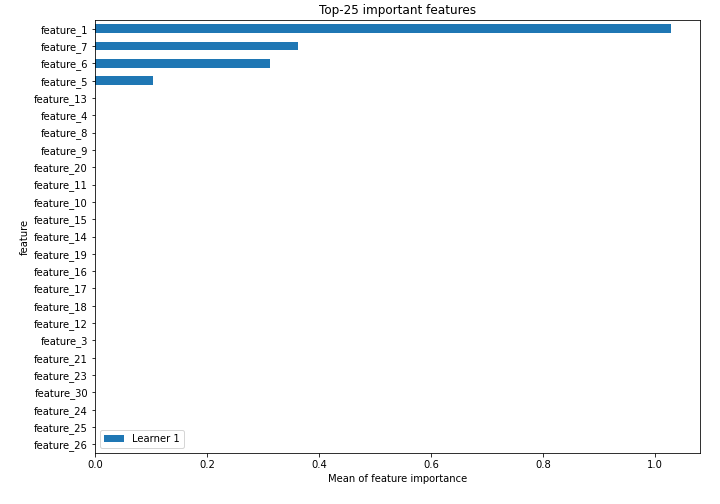 Top-25 important features
feature_1
feature_7
feature_6
feature_5
feature_13
feature_4
feature_8
feature_9
feature_20
feature_11
feature_10
feature_15
feature_14
feature_19
feature_16
feature_17
feature_18
feature_12
feature_3
feature_21
feature_23
feature_30
feature_24
feature_25
feature_26
feature
Learner 1
0.0 0.2 0.4 0.6 0.8 1.0
Mean of feature importance